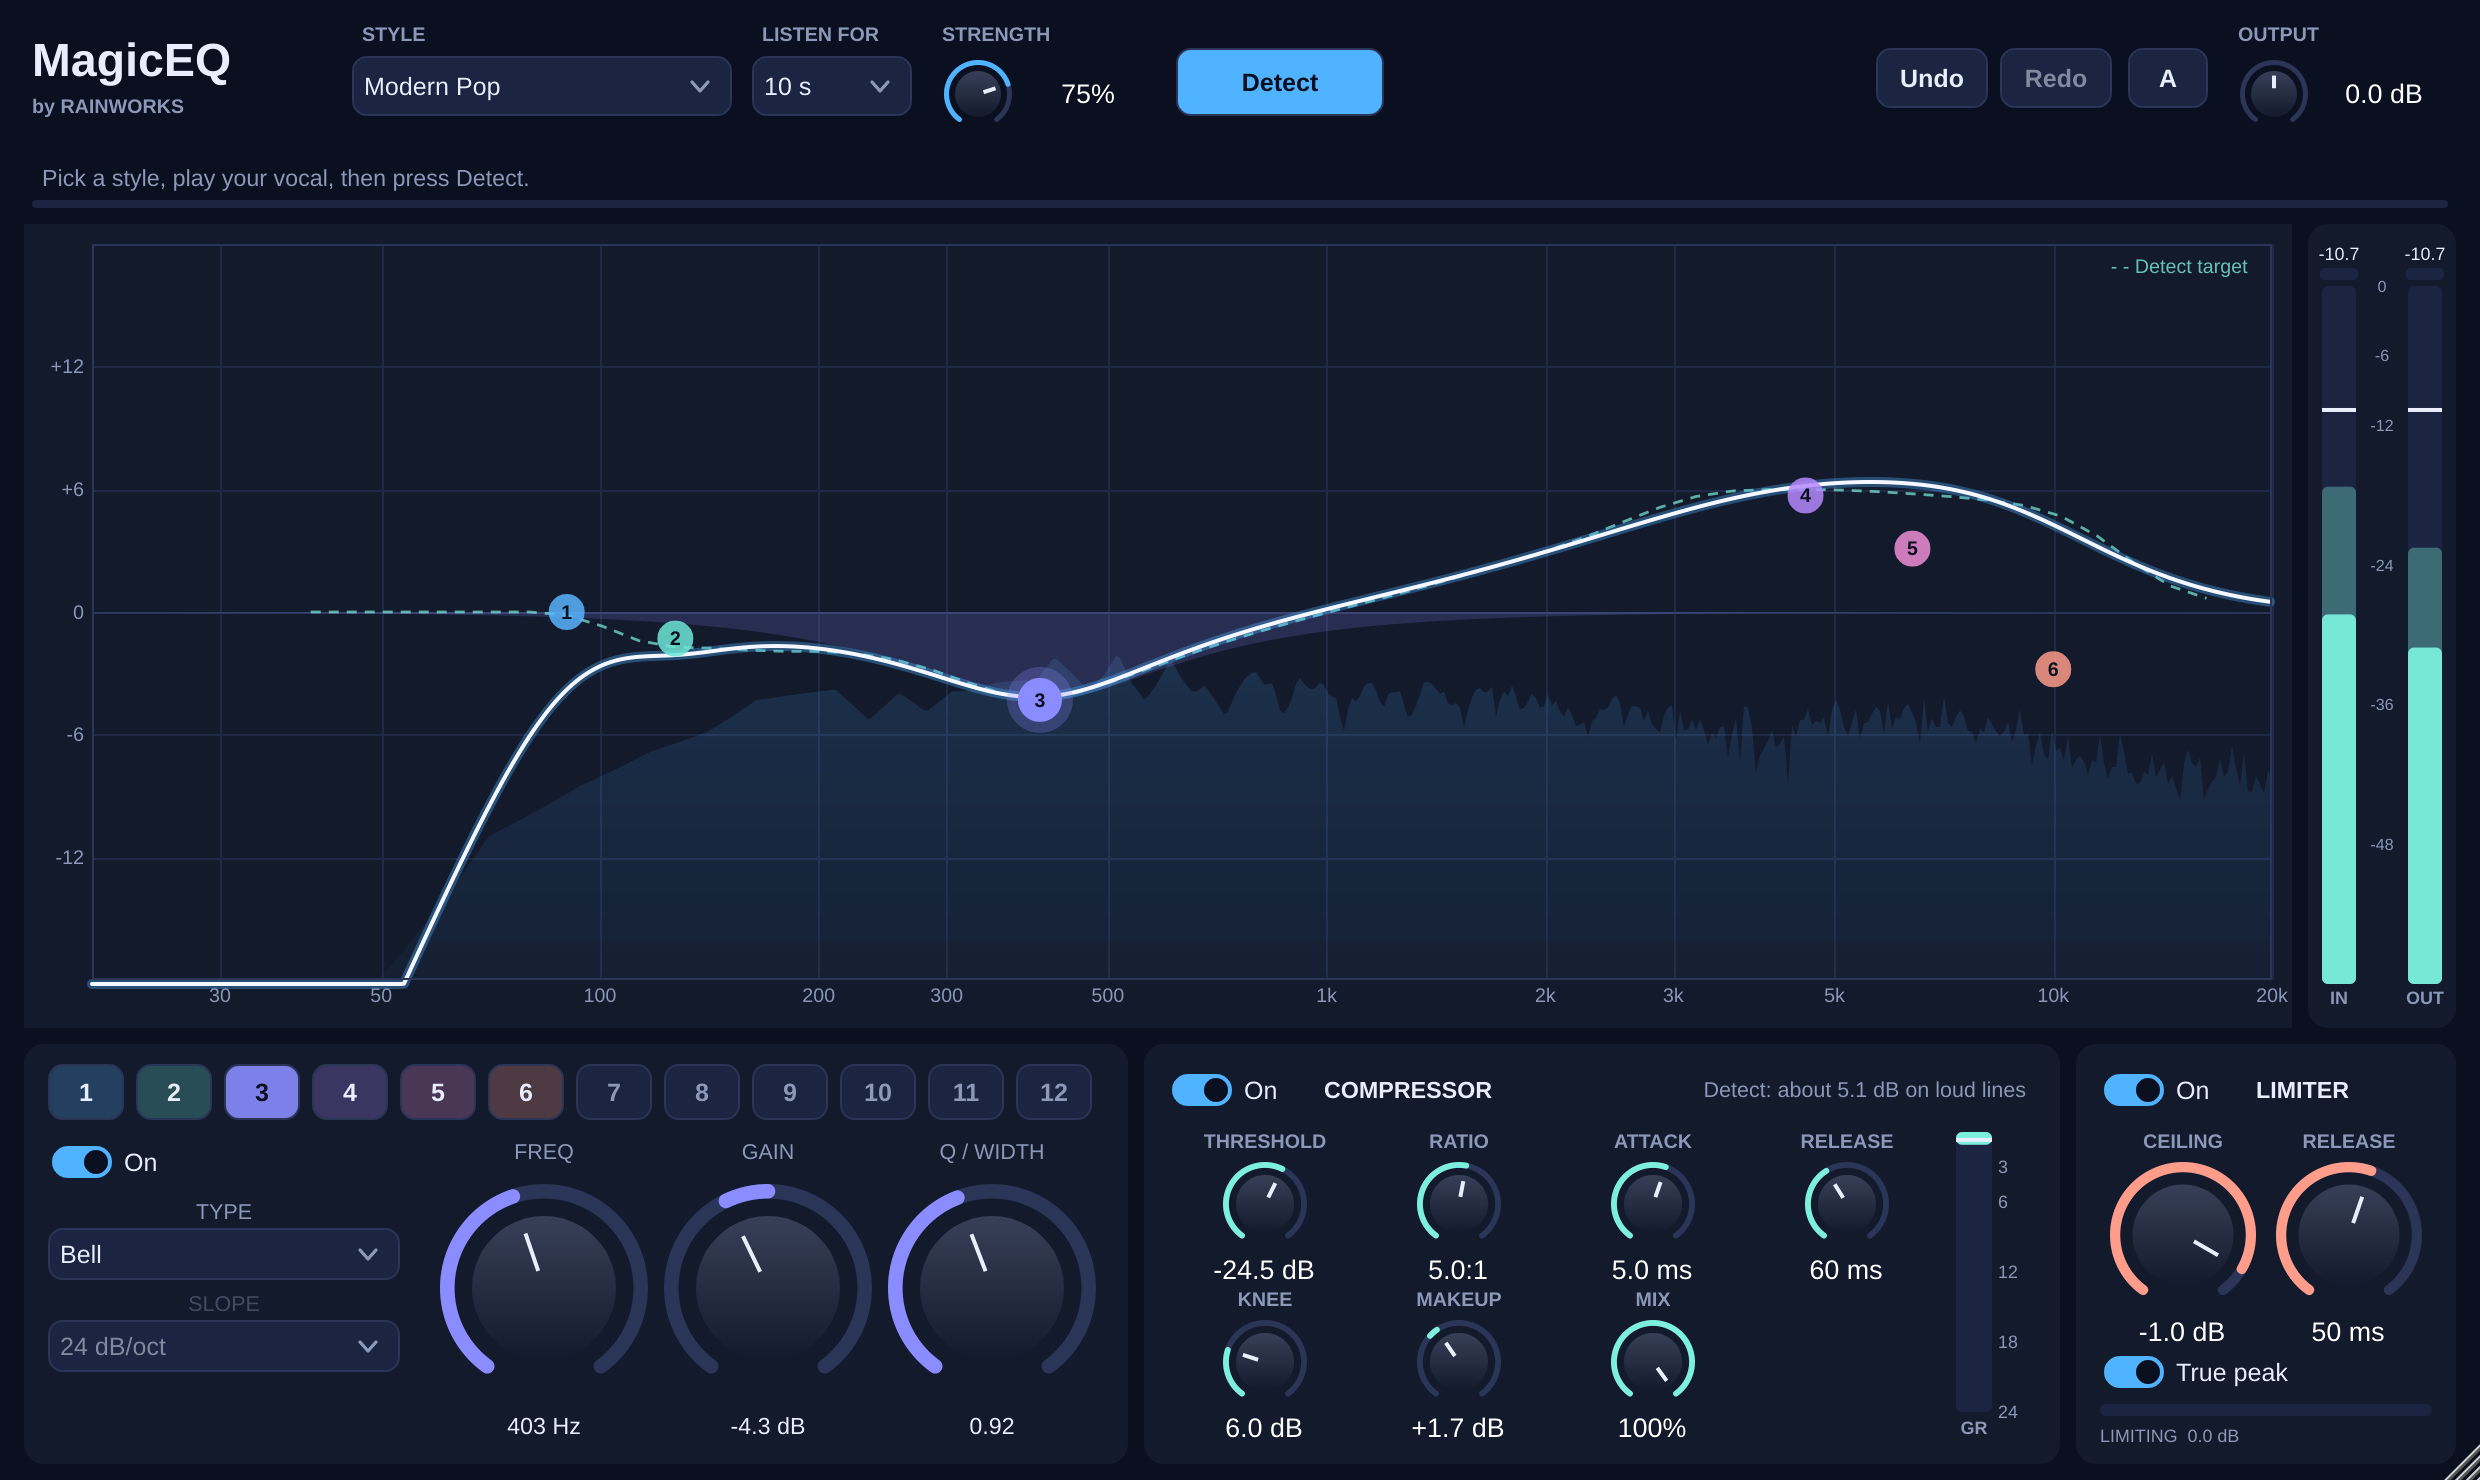 STYLE
LISTEN FOR
STRENGTH
OUTPUT
MagicEQ
by RAINWORKS
Modern Pop
10 s
75%
Detect
Undo
Redo
A
0.0 dB
Pick a style, play your vocal, then press Detect.
- - Detect target
+12
+6
0
-6
-12
1
2
3
4
5
6
30
50
100
200
300
500
1k
2k
3k
5k
10k
20k
-10.7
-10.7
0
-6
-12
-24
-36
-48
IN
OUT
1
2
3
4
5
6
7
8
9
10
11
12
On
TYPE
Bell
SLOPE
24 dB/oct
FREQ
GAIN
Q / WIDTH
403 Hz
-4.3 dB
0.92
On
COMPRESSOR
Detect: about 5.1 dB on loud lines
THRESHOLD
RATIO
ATTACK
RELEASE
-24.5 dB
5.0:1
5.0 ms
60 ms
KNEE
MAKEUP
MIX
6.0 dB
+1.7 dB
100%
3
6
12
18
24
GR
On
LIMITER
CEILING
RELEASE
-1.0 dB
50 ms
True peak
LIMITING 0.0 dB